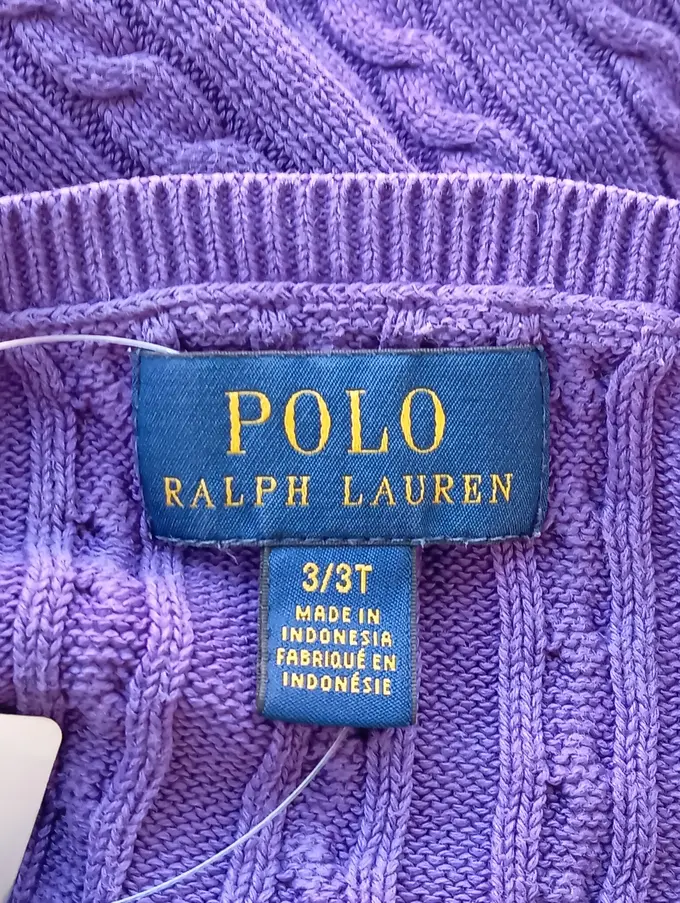 POLO
RALPH LAUREN
3/3T
MADE IN
INDONESIA
FABRIQUÉ EN
INDONÉSIE